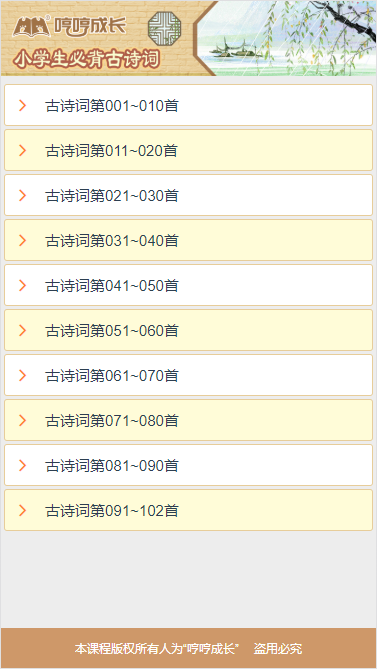 哼哼成长
小学生必背古诗词
古诗词第001~010首
古诗词第011~020首
古诗词第021~030首
古诗词第031~040首
古诗词第041~050首
古诗词第051~060首
古诗词第061~070首
古诗词第071~080首
古诗词第081~090首
古诗词第091~102首
本课程版权所有人为“哼哼成长” 盗用必究